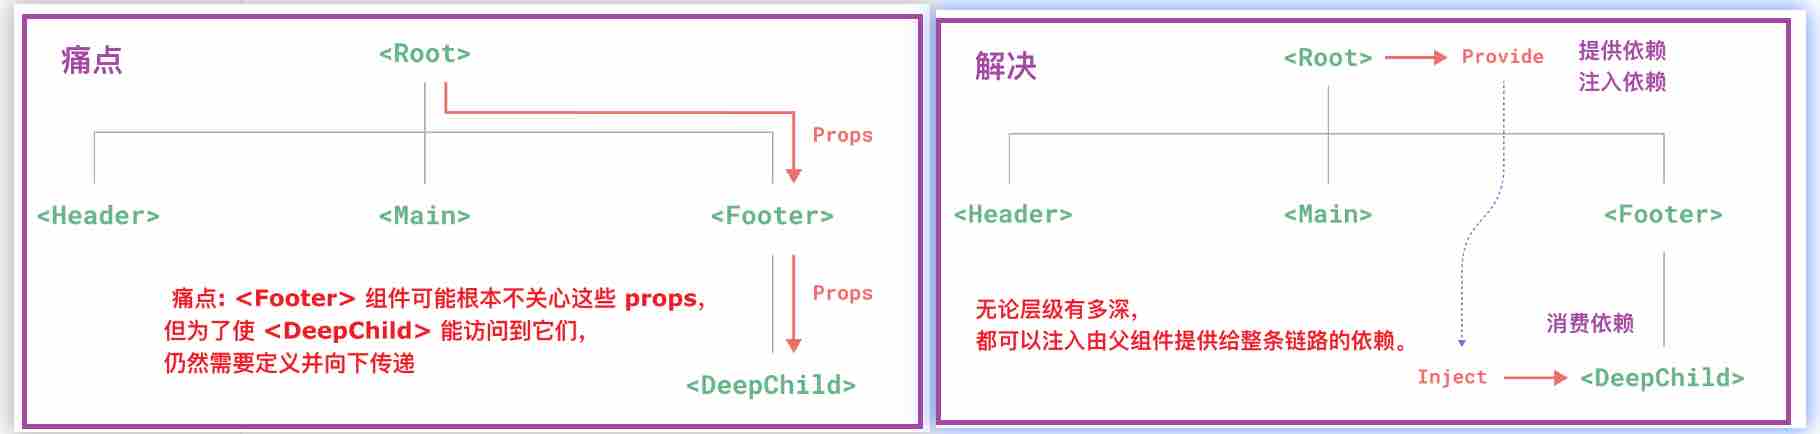 痛点
<Root>
Props
<Header>
<Main>
<Footer>
痛点: <Footer> 组件可能根本不关心这些 props,
但为了使 <DeepChild> 能访问到它们,
仍然需要定义并向下传递
Props
<DeepChild>
解决
<Root>
Provide
提供依赖
注入依赖
<Header>
<Main>
<Footer>
无论层级有多深,
都可以注入由父组件提供给整条链路的依赖。
消费依赖
Inject
<DeepChild>